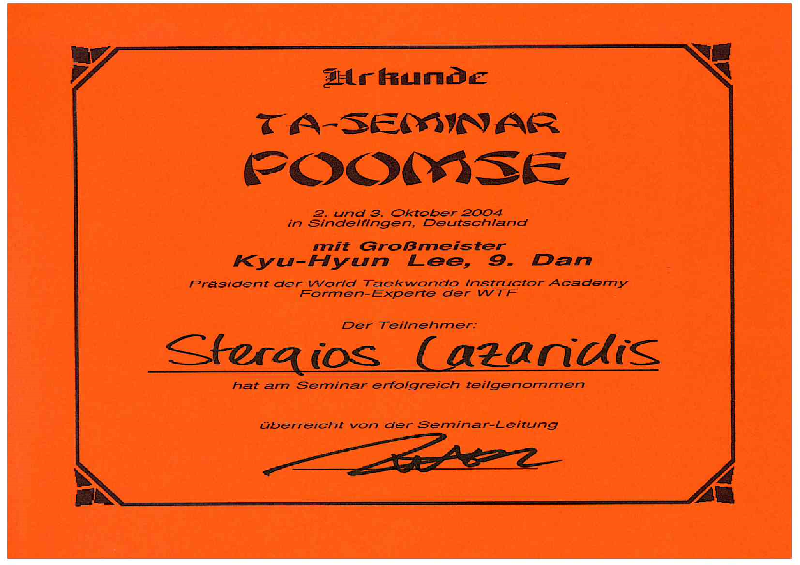 Urkunde
TA-SEMINAR
POOMSE
2. und 3. Oktober 2004
in Sindelfingen, Deutschland
mit Großmeister
Kyu-Hyun Lee, 9. Dan
Präsident der World Taekwondo Instructor Academy
Formen-Experte der WTF
Der Teilnehmer:
Stergios Lazaridis
hat am Seminar erfolgreich teilgenommen
überreicht von der Seminar-Leitung